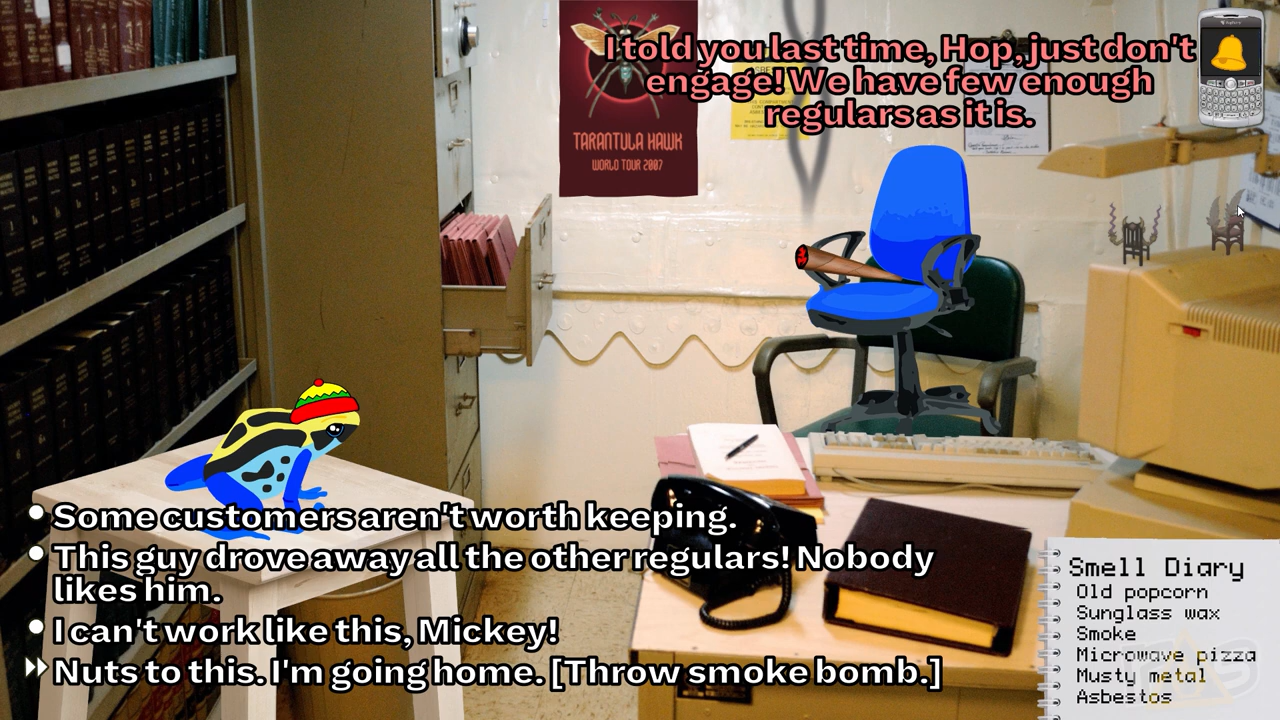 I told you last time, Hop, just don't
engage! We have few enough
regulars as it is.
TARANTULA HAWK
WORLD TOUR 2007
• Some customers aren't worth keeping.
• This guy drove away all the other regulars! Nobody
likes him.
• I can't work like this, Mickey!
Nuts to this. I'm going home. [Throw smoke bomb.]
Smell Diary
Old popcorn
Sunglass wax
Smoke
Microwave pizza
Musty metal
Asbestos